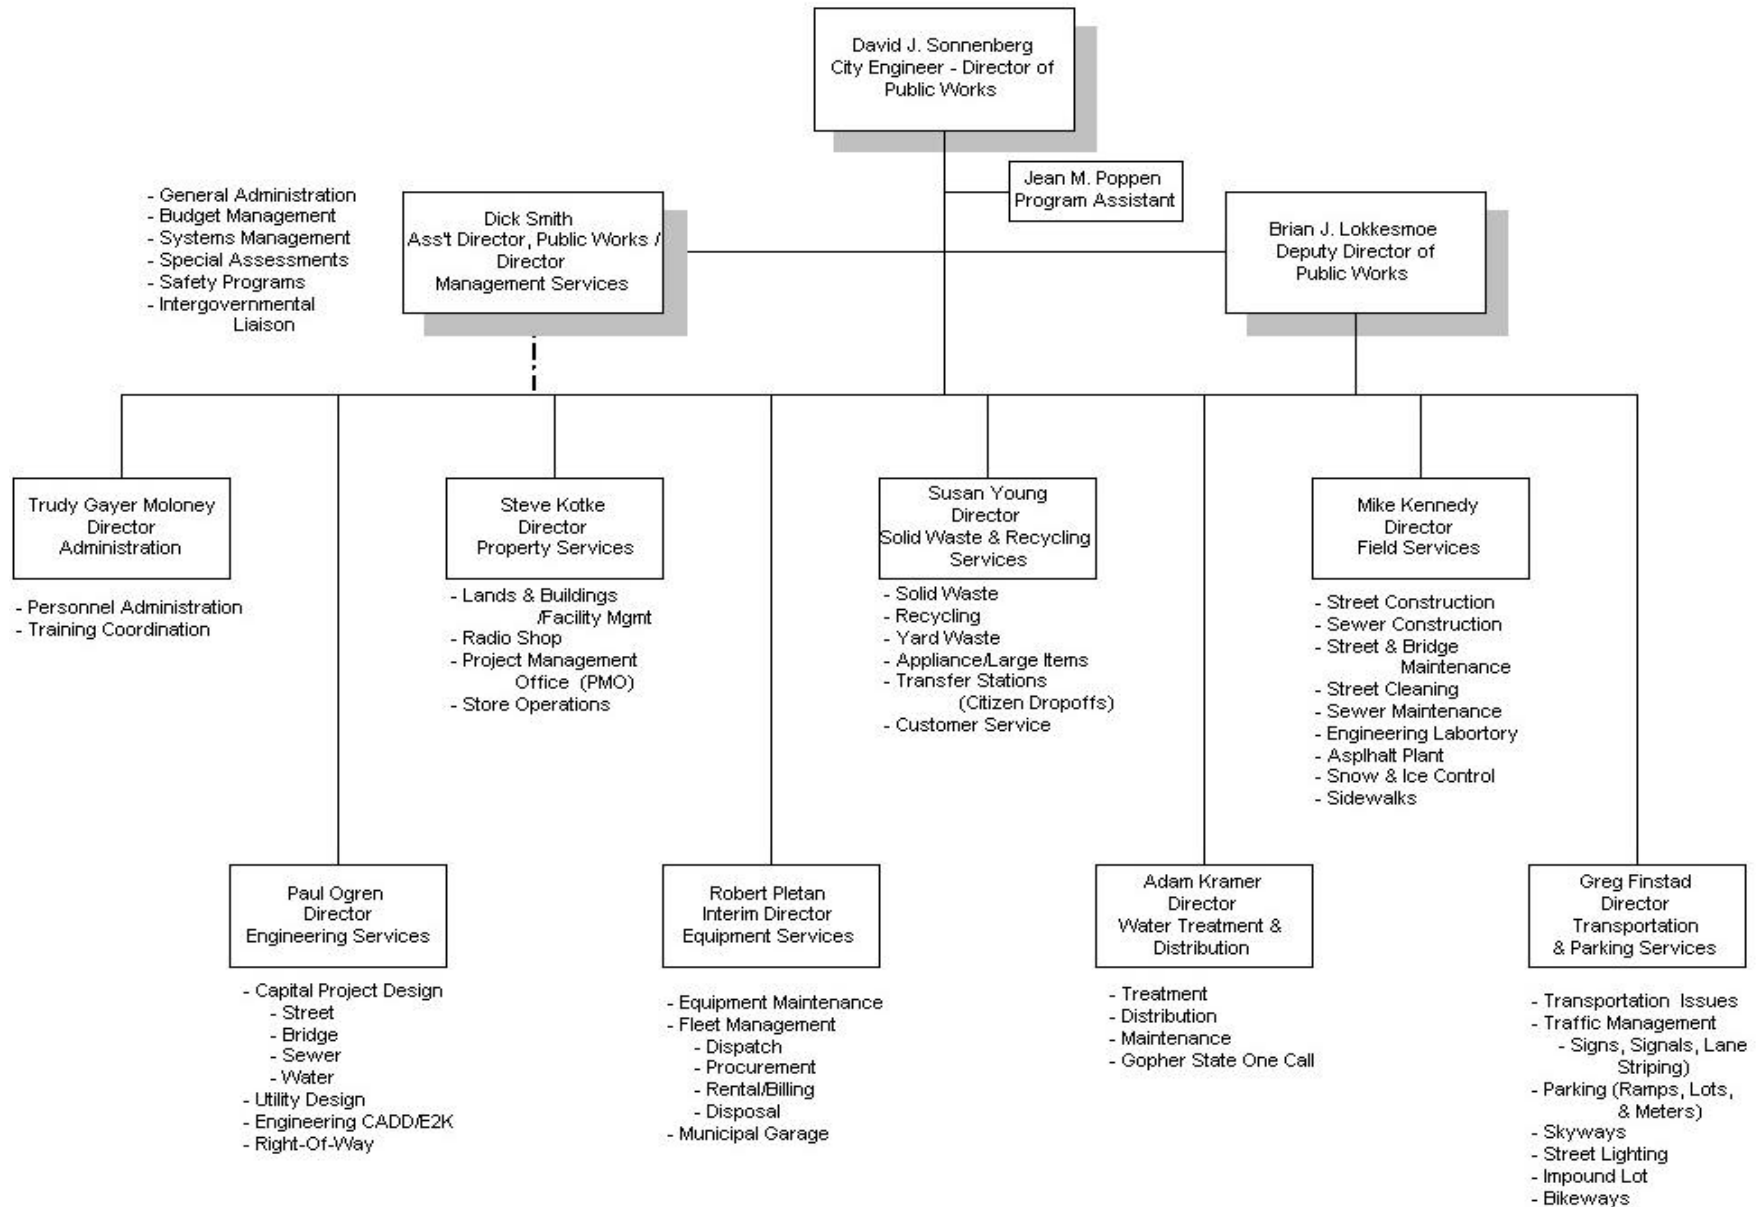 David J. Sonnenberg
City Engineer - Director of
Public Works
Jean M. Poppen
Program Assistant
- General Administration
- Budget Management
- Systems Management
- Special Assessments
- Safety Programs
- Intergovernmental
Liaison
Dick Smith
Ass't Director, Public Works /
Director
Management Services
Brian J. Lokkesmoe
Deputy Director of
Public Works
Trudy Gayer Moloney
Director
Administration
- Personnel Administration
- Training Coordination
Steve Kotke
Director
Property Services
- Lands & Buildings
/Facility Mgmt
- Radio Shop
- Project Management
Office (PMO)
- Store Operations
Susan Young
Director
Solid Waste & Recycling
Services
- Solid Waste
- Recycling
- Yard Waste
- Appliance/Large Items
- Transfer Stations
(Citizen Dropoffs)
- Customer Service
Mike Kennedy
Director
Field Services
- Street Construction
- Sewer Construction
- Street & Bridge
Maintenance
- Street Cleaning
- Sewer Maintenance
- Engineering Labortory
- Asplhalt Plant
- Snow & Ice Control
- Sidewalks
Paul Ogren
Director
Engineering Services
- Capital Project Design
- Street
- Bridge
- Sewer
- Water
- Utility Design
- Engineering CADD/E2K
- Right-Of-Way
Robert Pletan
Interim Director
Equipment Services
- Equipment Maintenance
- Fleet Management
- Dispatch
- Procurement
- Rental/Billing
- Disposal
- Municipal Garage
Adam Kramer
Director
Water Treatment &
Distribution
- Treatment
- Distribution
- Maintenance
- Gopher State One Call
Greg Finstad
Director
Transportation
& Parking Services
- Transportation Issues
- Traffic Management
- Signs, Signals, Lane
Striping)
- Parking (Ramps, Lots,
& Meters)
- Skyways
- Street Lighting
- Impound Lot
- Bikeways